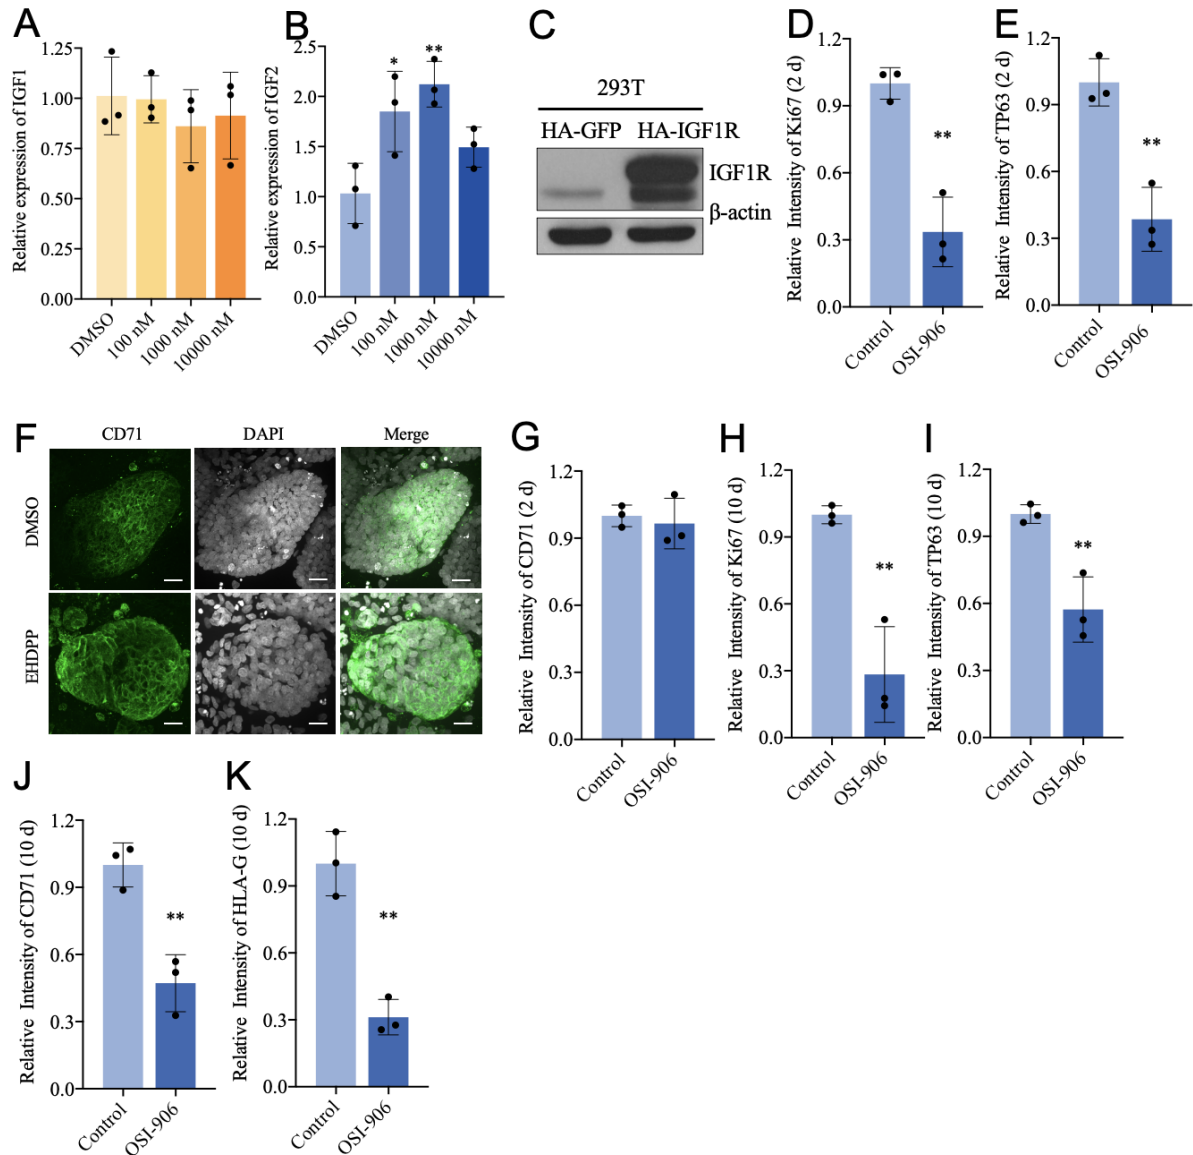 A
Relative expression of IGF1
1.25
1.00
0.75
0.50
0.25
0.00
DMSO
100 nM
1000 nM
10000 nM
B
Relative expression of IGF2
2.5
2.0
1.5
1.0
0.5
0.0
*
**
DMSO
100 nM
1000 nM
10000 nM
C
293T
HA-GFP HA-IGF1R
IGF1R
β-actin
D
Relative Intensity of Ki67 (2 d)
1.2
0.9
0.6
0.3
0.0
**
Control
OSI-906
E
Relative Intensity of TP63 (2 d)
1.2
0.9
0.6
0.3
0.0
**
Control
OSI-906
F
CD71 DAPI Merge
DMSO
EHDPP
G
Relative Intensity of CD71 (2 d)
1.2
0.9
0.6
0.3
0.0
Control
OSI-906
H
Relative Intensity of Ki67 (10 d)
1.2
0.9
0.6
0.3
0.0
**
Control
OSI-906
I
Relative Intensity of TP63 (10 d)
1.2
0.9
0.6
0.3
0.0
**
Control
OSI-906
J
Relative Intensity of CD71 (10 d)
1.2
0.9
0.6
0.3
0.0
**
Control
OSI-906
K
Relative Intensity of HLA-G (10 d)
1.2
0.9
0.6
0.3
0.0
**
Control
OSI-906